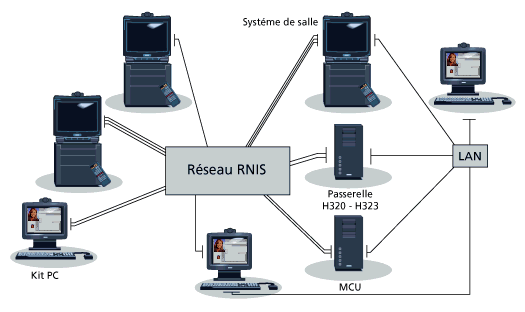 Systéme de salle
Réseau RNIS
LAN
Passerelle
H320 - H323
Kit PC
MCU